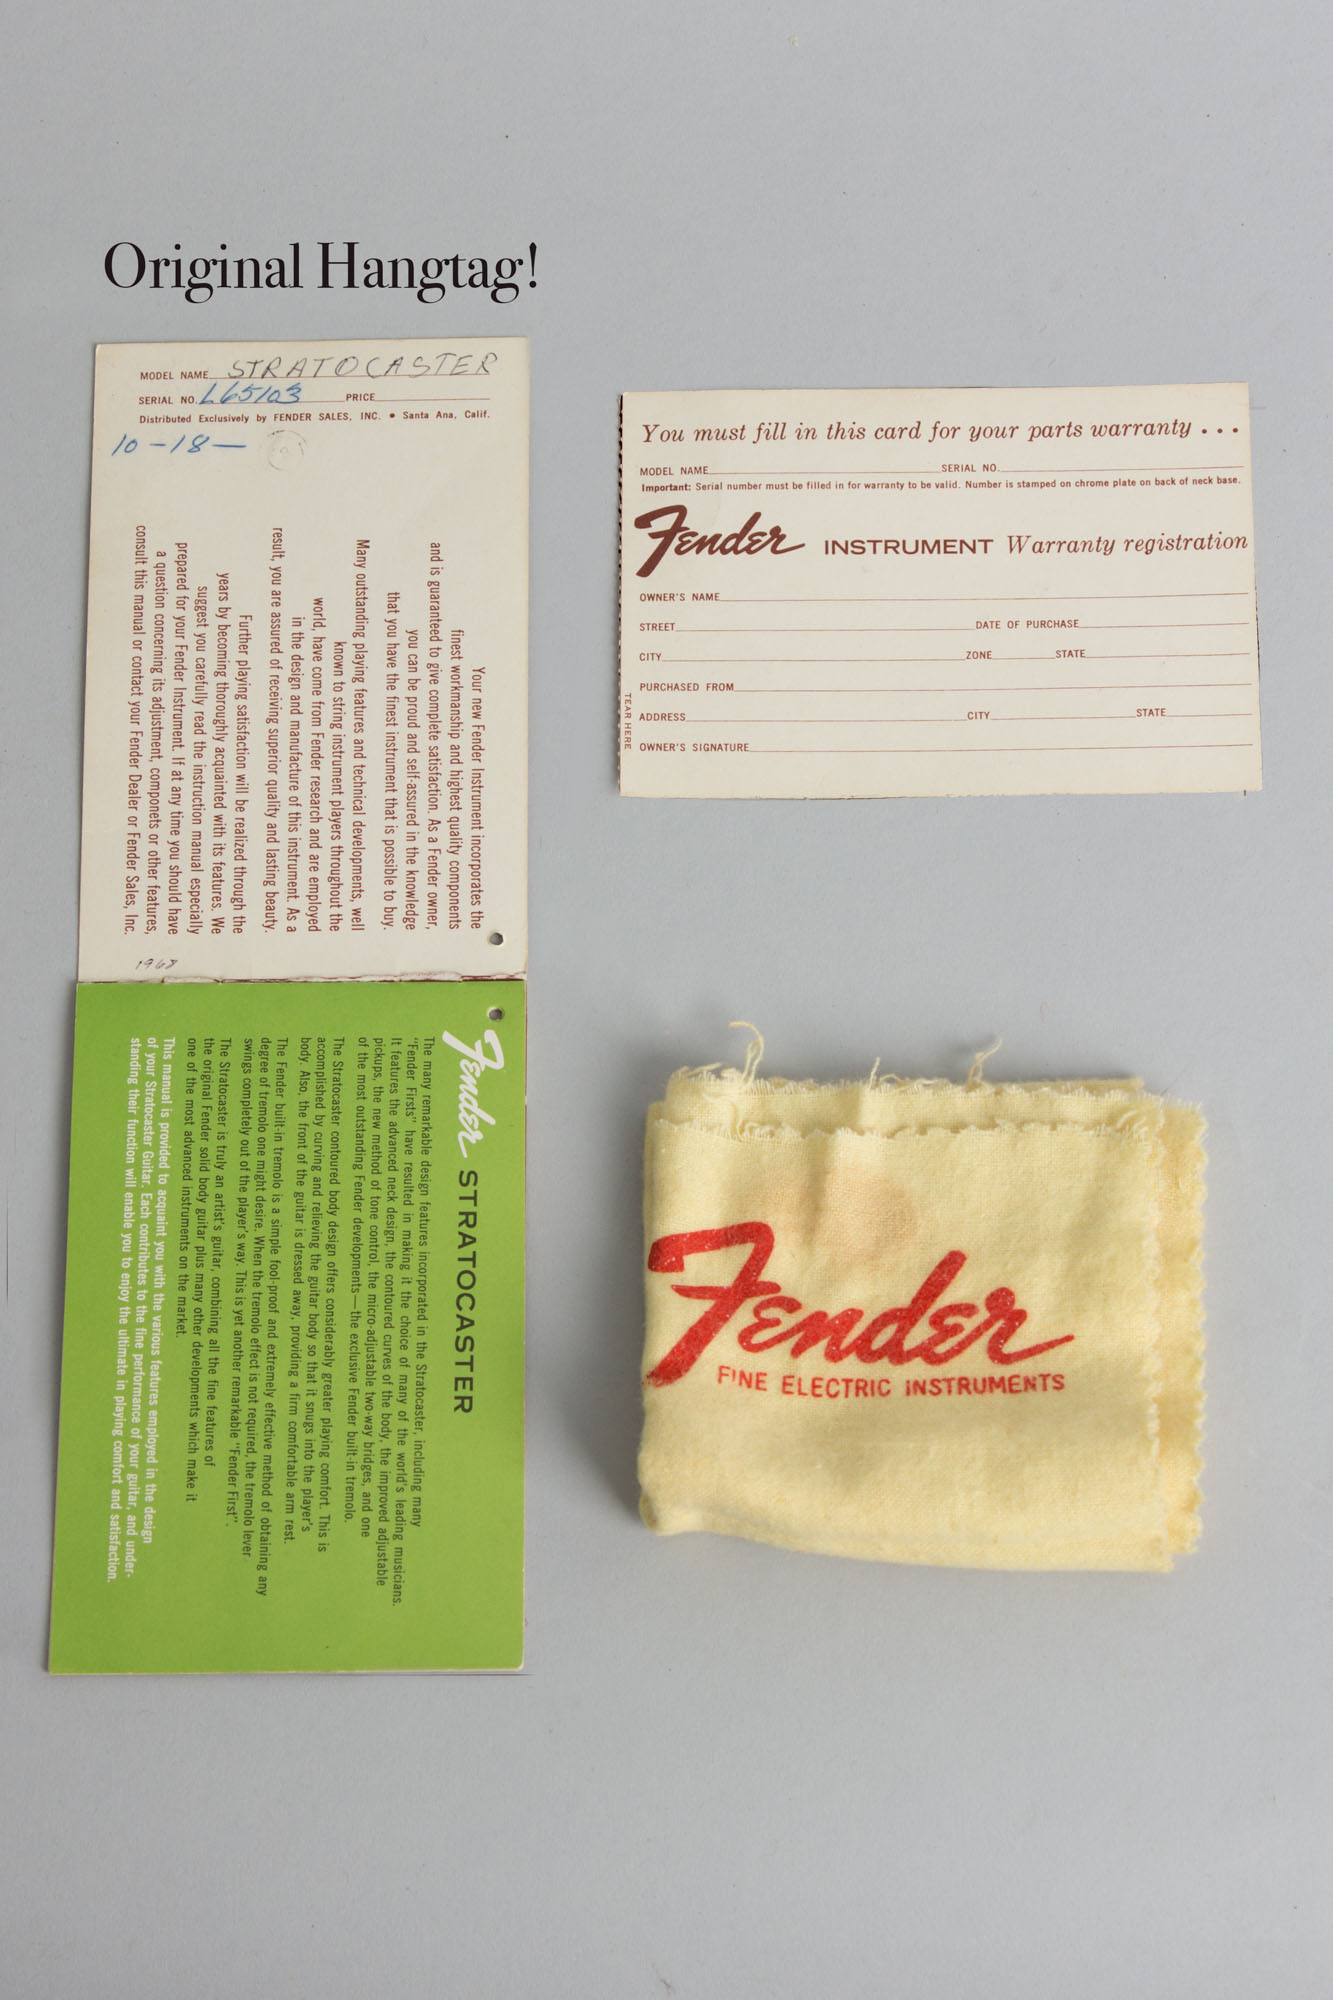 Original Hangtag!
MODEL NAME STRATOCASTER
SERIAL NO. L65103 PRICE
Distributed Exclusively by FENDER SALES, INC. • Santa Ana, Calif.
10-18-
Your new Fender Instrument incorporates the
finest workmanship and highest quality components
and is guaranteed to give complete satisfaction. As a Fender owner,
you can be proud and self-assured in the knowledge
that you have the finest instrument that is possible to buy.
Many outstanding playing features and technical developments, well
known to string instrument players throughout the
world, have come from Fender research and are employed
in the design and manufacture of this instrument. As a
result, you are assured of receiving superior quality and lasting beauty.
Further playing satisfaction will be realized through the
years by becoming thoroughly acquainted with its features. We
suggest you carefully read the instruction manual especially
prepared for your Fender Instrument. If at any time you should have
a question concerning its adjustment, componets or other features,
consult this manual or contact your Fender Dealer or Fender Sales, Inc.
1968
Fender STRATOCASTER
The many remarkable design features incorporated in the Stratocaster, including many
"Fender Firsts" have resulted in making it the choice of many of the world's leading musicians.
It features the advanced neck design, the contoured curves of the body, the improved adjustable
pickups, the new method of tone control, the micro-adjustable two-way bridges, and one
of the most outstanding Fender developments—the exclusive Fender built-in tremolo.
The Stratocaster contoured body design offers considerably greater playing comfort. This is
accomplished by curving and relieving the guitar body so that it snugs into the player's
body. Also, the front of the guitar is dressed away, providing a firm comfortable arm rest.
The Fender built-in tremolo is a simple fool-proof and extremely effective method of obtaining any
degree of tremolo one might desire. When the tremolo effect is not required, the tremolo lever
swings completely out of the player's way. This is yet another remarkable "Fender First".
The Stratocaster is truly an artist's guitar, combining all the fine features of
the original Fender solid body guitar plus many other developments which make it
one of the most advanced instruments on the market.
This manual is provided to acquaint you with the various features employed in the design
of your Stratocaster Guitar. Each contributes to the fine performance of your guitar, and under-
standing their function will enable you to enjoy the ultimate in playing comfort and satisfaction.
You must fill in this card for your parts warranty . . .
MODEL NAME SERIAL NO.
Important: Serial number must be filled in for warranty to be valid. Number is stamped on chrome plate on back of neck base.
Fender INSTRUMENT Warranty registration
OWNER'S NAME
STREET DATE OF PURCHASE
CITY ZONE STATE
PURCHASED FROM
ADDRESS CITY STATE
OWNER'S SIGNATURE
TEAR HERE
Fender
FINE ELECTRIC INSTRUMENTS